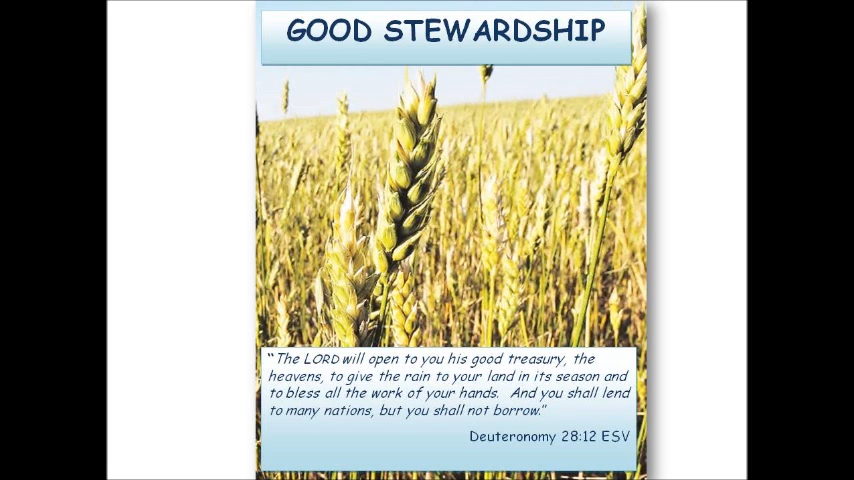 GOOD STEWARDSHIP
“The LORD will open to you his good treasury, the
heavens, to give the rain to your land in its season and
to bless all the work of your hands.  And you shall lend
to many nations, but you shall not borrow.”
Deuteronomy 28:12 ESV